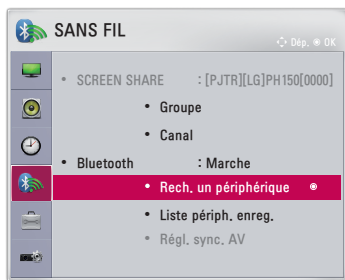 SANS FIL
Dép. OK
• SCREEN SHARE : [PJTR][LG]PH150[0000]
• Groupe
• Canal
• Bluetooth : Marche
• Rech. un périphérique
• Liste périph. enreg.
• Régl. sync. AV